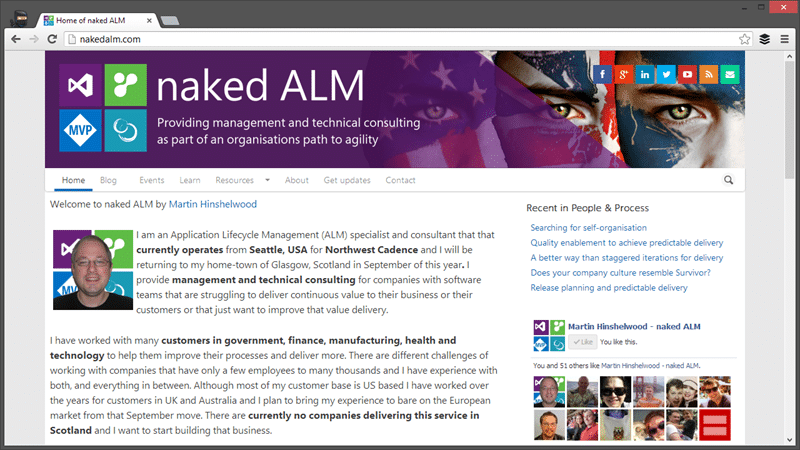 Home of naked ALM
nakedalm.com
naked ALM
MVP
Providing management and technical consulting
as part of an organisations path to agility
Home Blog Events Learn Resources About Get updates Contact
Welcome to naked ALM by Martin Hinshelwood
I am an Application Lifecycle Management (ALM) specialist and consultant that that
currently operates from Seattle, USA for Northwest Cadence and I will be
returning to my home-town of Glasgow, Scotland in September of this year. I
provide management and technical consulting for companies with software
teams that are struggling to deliver continuous value to their business or their
customers or that just want to improve that value delivery.
I have worked with many customers in government, finance, manufacturing, health and
technology to help them improve their processes and deliver more. There are different challenges of
working with companies that have only a few employees to many thousands and I have experience with
both, and everything in between. Although most of my customer base is US based I have worked over
the years for customers in UK and Australia and I plan to bring my experience to bare on the European
market from that September move. There are currently no companies delivering this service in
Scotland and I want to start building that business.
Recent in People & Process
Searching for self-organisation
Quality enablement to achieve predictable delivery
A better way than staggered iterations for delivery
Does your company culture resemble Survivor?
Release planning and predictable delivery
Martin Hinshelwood - naked ALM
Like You like this.
You and 51 others like Martin Hinshelwood - naked ALM.